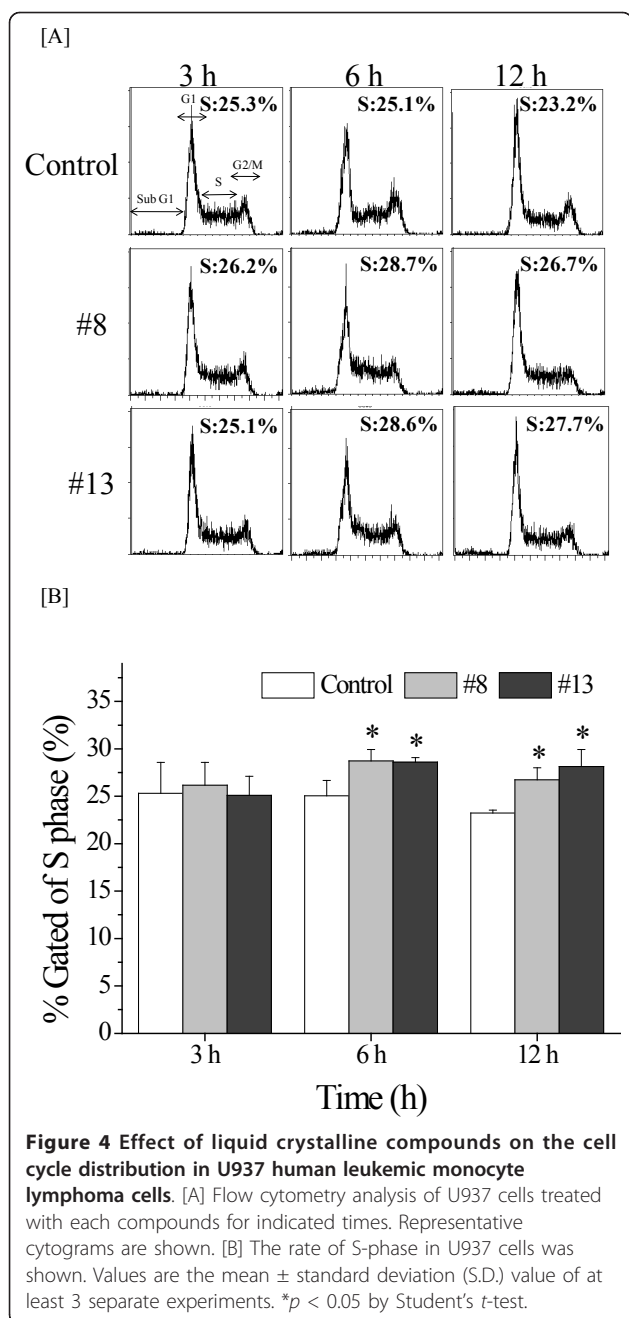 [A]
3 h 6 h 12 h
Control
G1
S:25.3%
G2/M
S
Sub G1
S:25.1%
S:23.2%
#8
S:26.2%
S:28.7%
S:26.7%
#13
S:25.1%
S:28.6%
S:27.7%
[B]
Control #8 #13
% Gated of S phase (%)
35
30
25
20
15
10
5
0
* *
* *
3 h 6 h 12 h
Time (h)
Figure 4 Effect of liquid crystalline compounds on the cell
cycle distribution in U937 human leukemic monocyte
lymphoma cells. [A] Flow cytometry analysis of U937 cells treated
with each compounds for indicated times. Representative
cytograms are shown. [B] The rate of S-phase in U937 cells was
shown. Values are the mean ± standard deviation (S.D.) value of at
least 3 separate experiments. *p < 0.05 by Student's t-test.